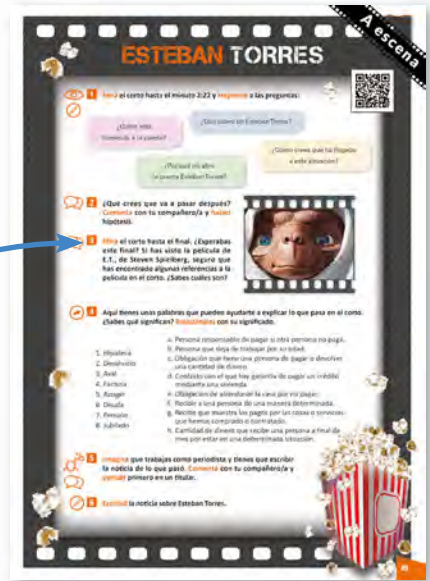 A escena
ESTEBAN TORRES
1 Mira el corto hasta el minuto 2:22 y responde a las preguntas:
¿Quién está llamando a la puerta?
¿Qué sabes de Esteban Torres?
¿Por qué no abre la puerta Esteban Torres?
¿Cómo crees que ha llegado a esta situación?
2 ¿Qué crees que va a pasar después?
Comenta con tu compañero/a y haced
hipótesis.
3 Mira el corto hasta el final. ¿Esperabas
este final? Si has visto la película de
E.T., de Steven Spielberg, seguro que
has encontrado algunas referencias a la
película en el corto. ¿Sabes cuáles son?
4 Aquí tienes unas palabras que pueden ayudarte a explicar lo que pasa en el corto.
¿Sabes qué significan? Relaciónalas con su significado.
1. Hipoteca
2. Desahucio
3. Aval
4. Factura
5. Acoger
6. Deuda
7. Pensión
8. Jubilado
a. Persona responsable de pagar si otra persona no paga.
b. Persona que deja de trabajar por su edad.
c. Obligación que tiene una persona de pagar o devolver
una cantidad de dinero.
d. Contrato con el que hay garantía de pagar un crédito
mediante una vivienda.
e. Obligación de abandonar la casa por no pagar.
f. Recibir a una persona de una manera determinada.
g. Recibo que muestra los pagos por las cosas o servicios
que hemos comprado o contratado.
h. Cantidad de dinero que recibe una persona a final de
mes por estar en una determinada situación.
5 Imagina que trabajas como periodista y tienes que escribir
la noticia de lo que pasó. Comenta con tu compañero/a y
pensad primero en un titular.
6 Escribid la noticia sobre Esteban Torres.